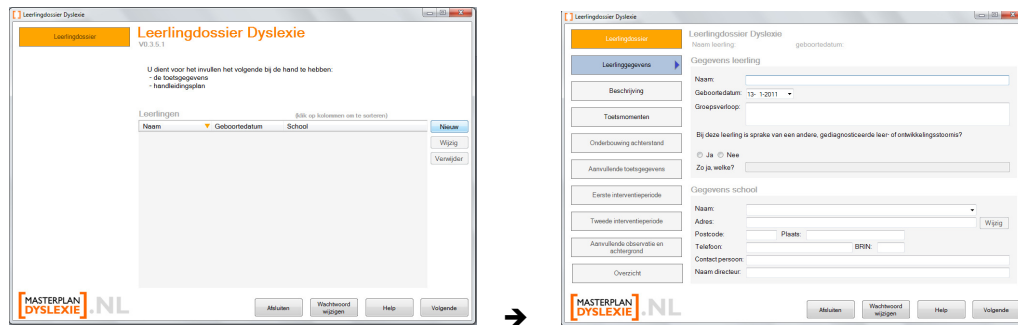 Leerlingdossier Dyslexie
Leerlingdossier
Leerlingdossier Dyslexie
V0.3.5.1
U dient voor het invullen het volgende bij de hand te hebben:
- de toetsgegevens
- handleidingsplan
Leerlingen (klik op kolomnaam om te sorteren)
Naam Geboortedatum School
Nieuw
Wijzig
Verwijder
MASTERPLAN
DYSLEXIE .NL
Afsluiten Wachtwoord wijzigen Help Volgende
➔
Leerlingdossier Dyslexie
Leerlingdossier
Leerlinggegevens
Beschrijving
Toetsmomenten
Onderbouwing achterstand
Aanvullende toetsgegevens
Eerste interventieperiode
Tweede interventieperiode
Aanvullende observatie en
achtergrond
Overzicht
Leerlingdossier Dyslexie
Naam leerling: geboortedatum:
Gegevens leerling
Naam:
Geboortedatum: 13- 1-2011
Groepsverloop:
Bij deze leerling is sprake van een andere, gediagnosticeerde leer- of ontwikkelingsstoornis?
Ja Nee
Zo ja, welke?
Gegevens school
Naam:
Adres: Wijzig
Postcode: Plaats:
Telefoon: BRIN:
Contactpersoon:
Naam directeur:
MASTERPLAN
DYSLEXIE .NL
Afsluiten Wachtwoord wijzigen Help Volgende